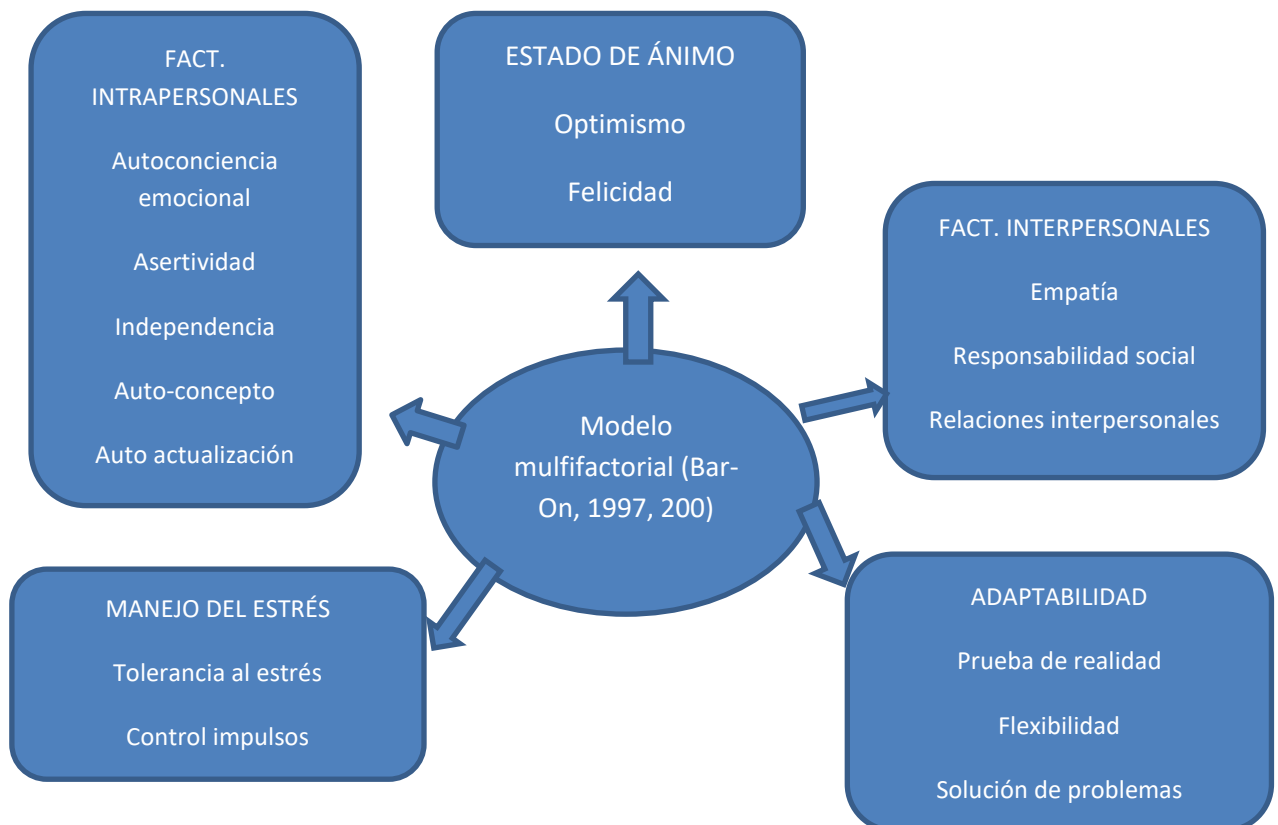 FACT.
INTRAPERSONALES
Autoconciencia
emocional
Asertividad
Independencia
Auto-concepto
Auto actualización
ESTADO DE ÁNIMO
Optimismo
Felicidad
FACT. INTERPERSONALES
Empatía
Responsabilidad social
Relaciones interpersonales
Modelo
mulfifactorial (Bar-
On, 1997, 200)
MANEJO DEL ESTRÉS
Tolerancia al estrés
Control impulsos
ADAPTABILIDAD
Prueba de realidad
Flexibilidad
Solución de problemas